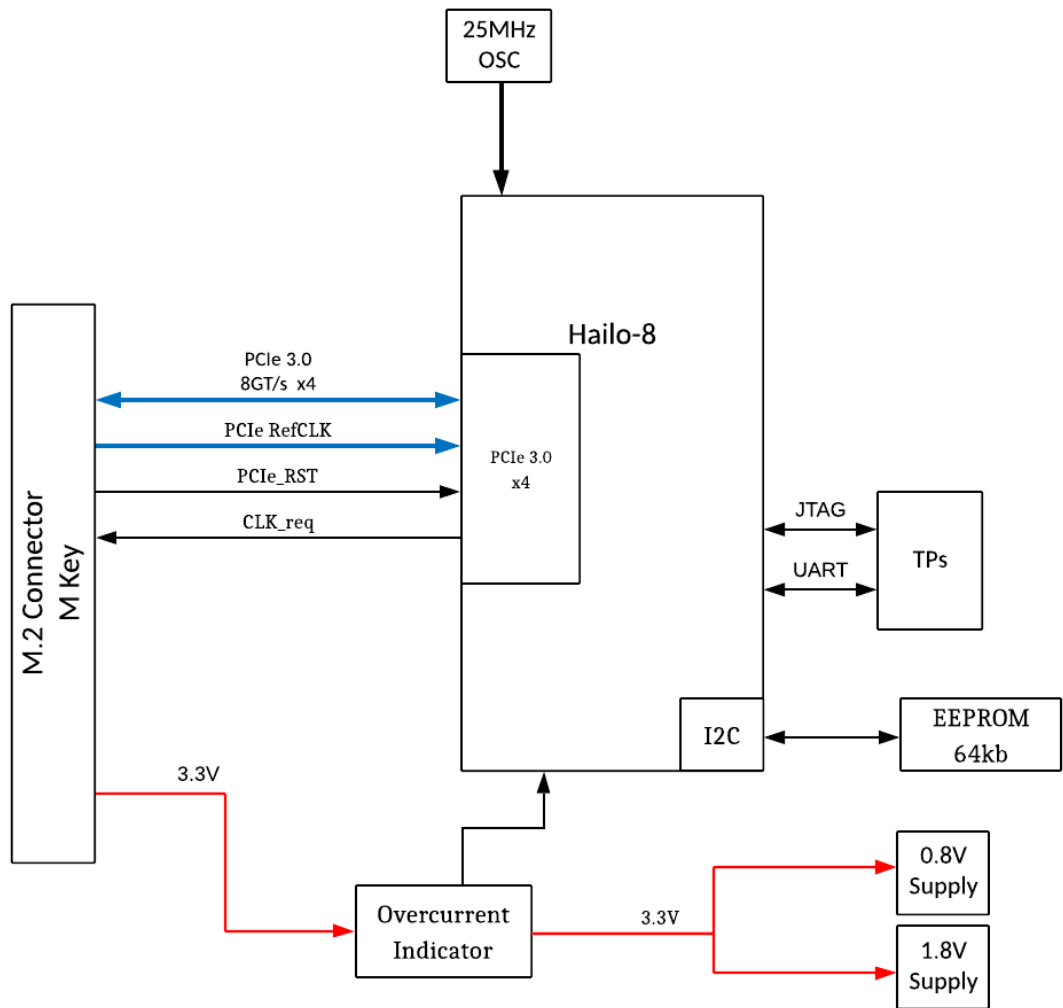 25MHz
OSC
Hailo-8
PCIe 3.0
8GT/s x4
PCIe RefCLK
PCIe_RST
CLK_req
PCIe 3.0
x4
M.2 Connector
M Key
JTAG
UART
TPs
I2C
EEPROM
64kb
3.3V
Overcurrent
Indicator
3.3V
0.8V
Supply
1.8V
Supply